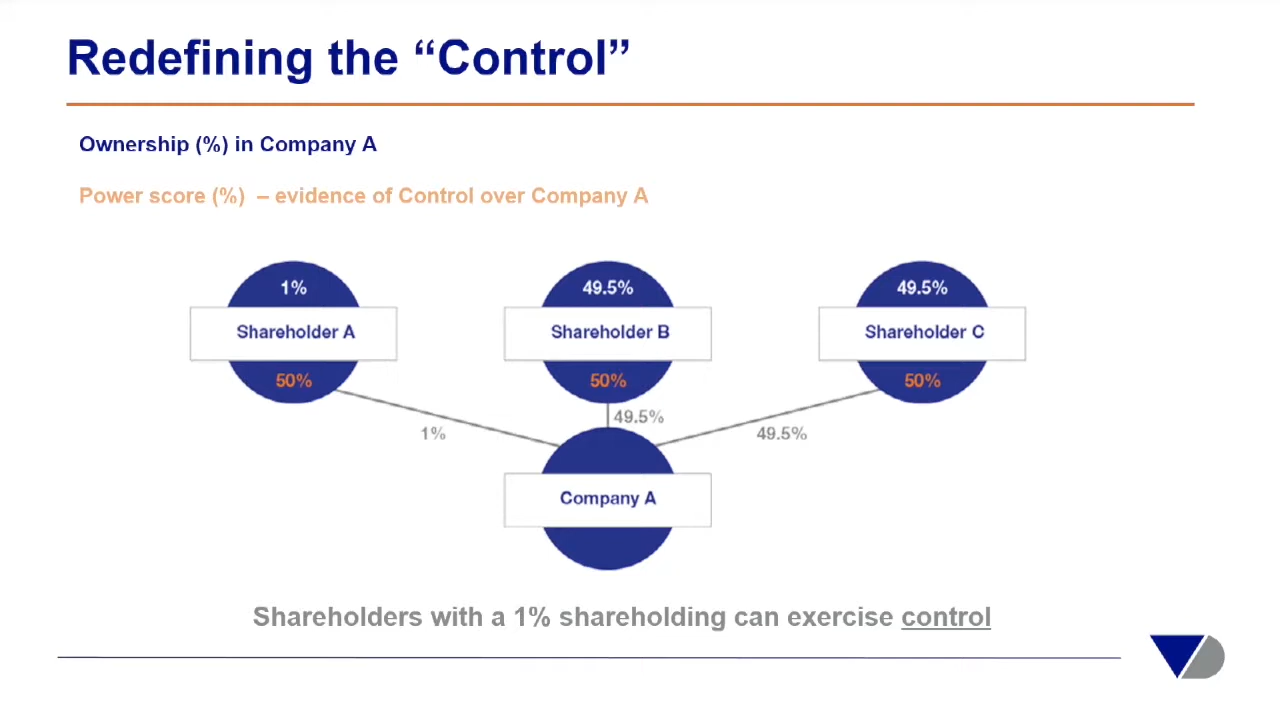 Redefining the “Control”
Ownership (%) in Company A
Power score (%) – evidence of Control over Company A
1%
49.5%
49.5%
Shareholder A
Shareholder B
Shareholder C
50%
50%
50%
1%
49.5%
49.5%
Company A
Shareholders with a 1% shareholding can exercise control